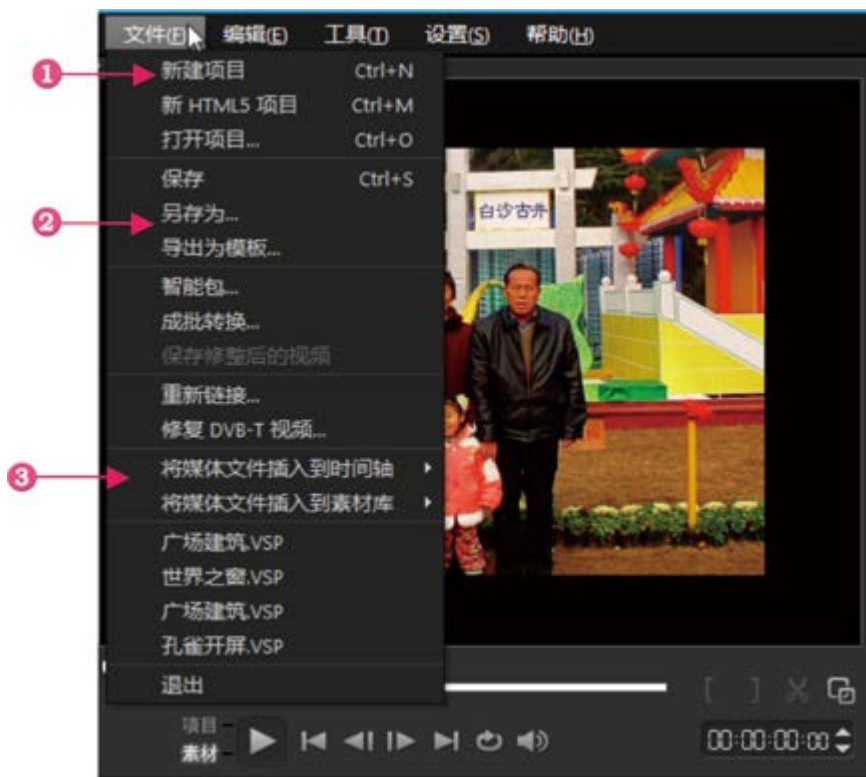 文件(F) 编辑(E) 工具(T) 设置(S) 帮助(H)
1 新建项目 Ctrl+N
新 HTML5 项目 Ctrl+M
打开项目... Ctrl+O
保存 Ctrl+S
2 另存为...
导出为模板...
智能包...
成批转换...
保存修整后的视频
重新链接...
修复 DVB-T 视频...
3 将媒体文件插入到时间轴
将媒体文件插入到素材库
广场建筑.VSP
世界之窗.VSP
广场建筑.VSP
孔雀开屏.VSP
退出
白沙古井
项目
素材
00:00:00:00